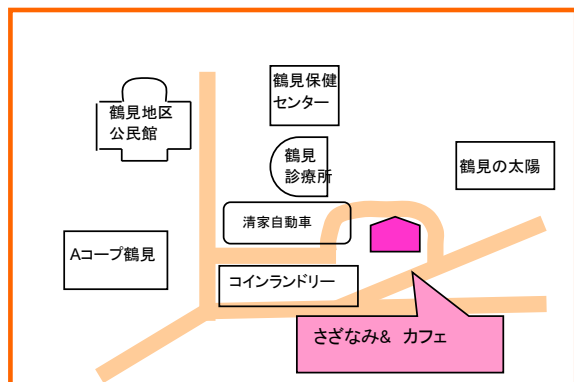 鶴見保健
センター
鶴見地区
公民館
鶴見
診療所
鶴見の太陽
清家自動車
Aコープ鶴見
コインランドリー
さざなみ& カフェ